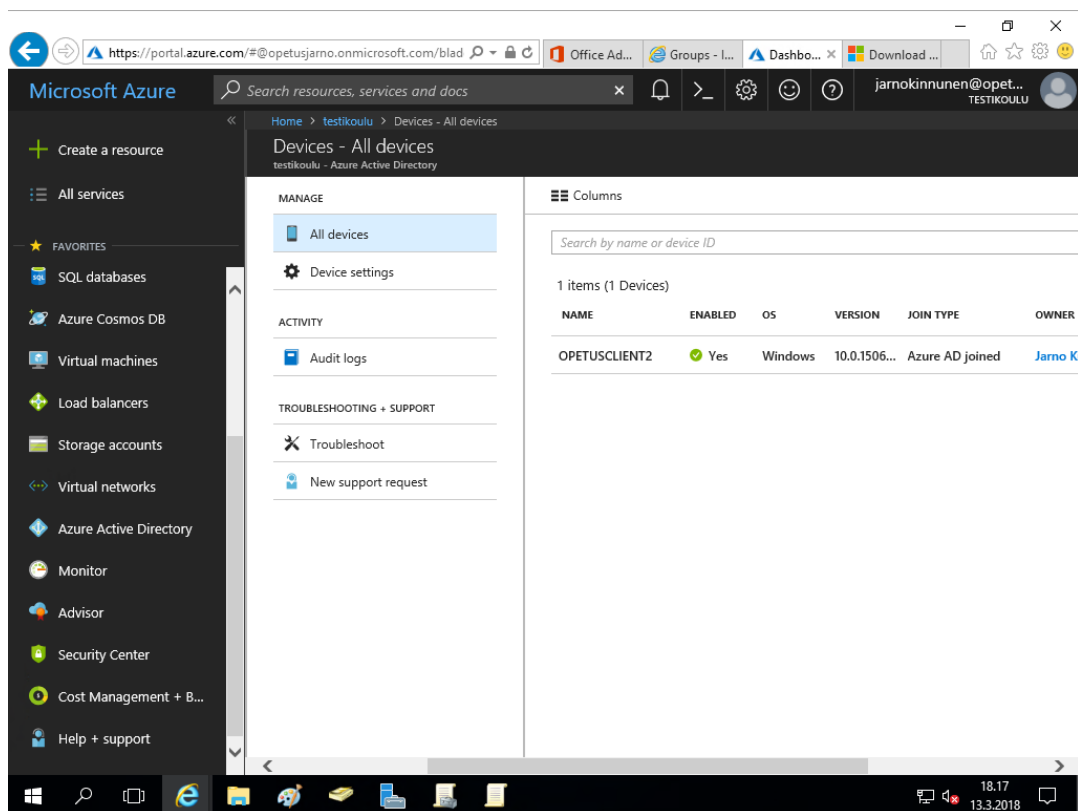 https://portal.azure.com/#@opetusjarno.onmicrosoft.com/blad
Office Ad...
Groups - I...
Dashbo...
Download ...
Microsoft Azure
Search resources, services and docs
jarnokinnunen@opet...
TESTIKOULU
Home > testikoulu > Devices - All devices
Devices - All devices
testikoulu - Azure Active Directory
Create a resource
All services
FAVORITES
SQL databases
Azure Cosmos DB
Virtual machines
Load balancers
Storage accounts
Virtual networks
Azure Active Directory
Monitor
Advisor
Security Center
Cost Management + B...
Help + support
MANAGE
All devices
Device settings
ACTIVITY
Audit logs
TROUBLESHOOTING + SUPPORT
Troubleshoot
New support request
Columns
Search by name or device ID
1 items (1 Devices)
NAME ENABLED OS VERSION JOIN TYPE OWNER
OPETUSCLIENT2 Yes Windows 10.0.1506... Azure AD joined Jarno K
18.17
13.3.2018